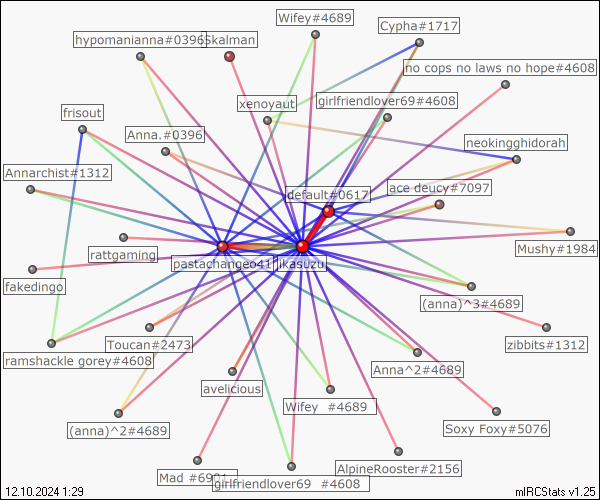 Wifey#4689
Cypha#1717
hypomanianna#0396
Skalman
no cops no laws no hope#4608
xenoyaut
girlfriendlover69#4608
frisout
Anna.#0396
neokingghidorah
Annarchist#1312
default#0617
ace deucy#7097
rattgaming
Mushy#1984
pastachangeo41
ikasuzu
fakedingo
(anna)^3#4689
Toucan#2473
zibbits#1312
ramshackle gorey#4608
Anna^2#4689
avelicious
Wifey  #4689
Soxy Foxy#5076
(anna)^2#4689
AlpineRooster#2156
Mad #6901
girlfriendlover69  #4608
12.10.2024 1:29
mIRCStats v1.25